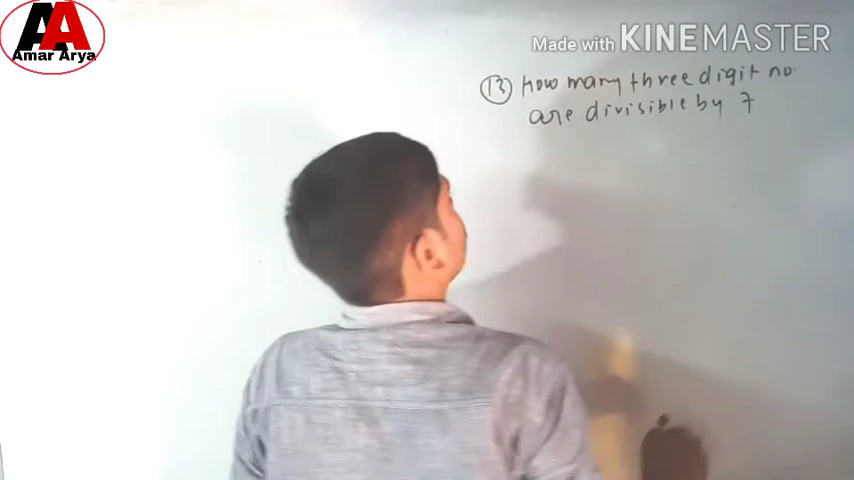 AA
Amar Arya
Made with KINEMASTER
(13) How many three digit no.
are divisible by 7